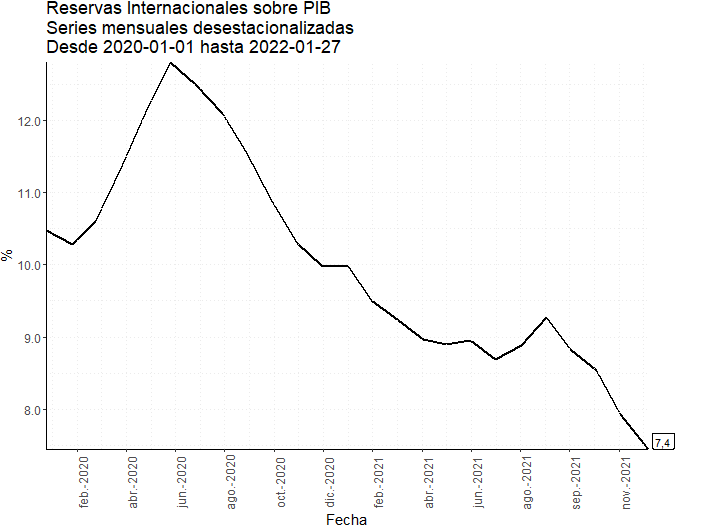 Reservas Internacionales sobre PIB
Series mensuales desestacionalizadas
Desde 2020-01-01 hasta 2022-01-27
%
12.0
11.0
10.0
9.0
8.0
7,4
feb.-2020
abr.-2020
jun.-2020
ago.-2020
oct.-2020
dic.-2020
feb.-2021
abr.-2021
jun.-2021
ago.-2021
sep.-2021
nov.-2021
Fecha